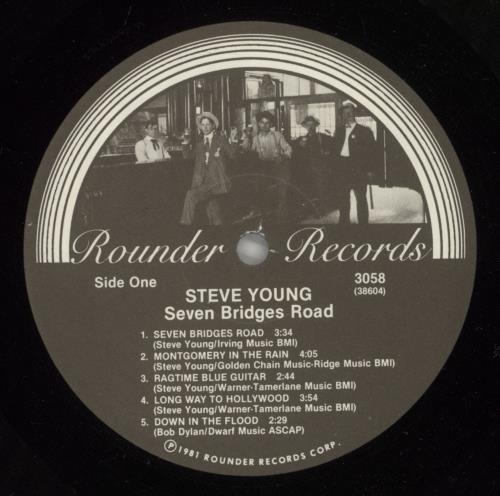 Rounder Records
Side One
3058
(38604)
STEVE YOUNG
Seven Bridges Road
1. SEVEN BRIDGES ROAD 3:34
(Steve Young/Irving Music BMI)
2. MONTGOMERY IN THE RAIN 4:05
(Steve Young/Golden Chain Music-Ridge Music BMI)
3. RAGTIME BLUE GUITAR 2:44
(Steve Young/Warner-Tamerlane Music BMI)
4. LONG WAY TO HOLLYWOOD 3:54
(Steve Young/Warner-Tamerlane Music BMI)
5. DOWN IN THE FLOOD 2:29
(Bob Dylan/Dwarf Music ASCAP)
℗1981 ROUNDER RECORDS CORP.